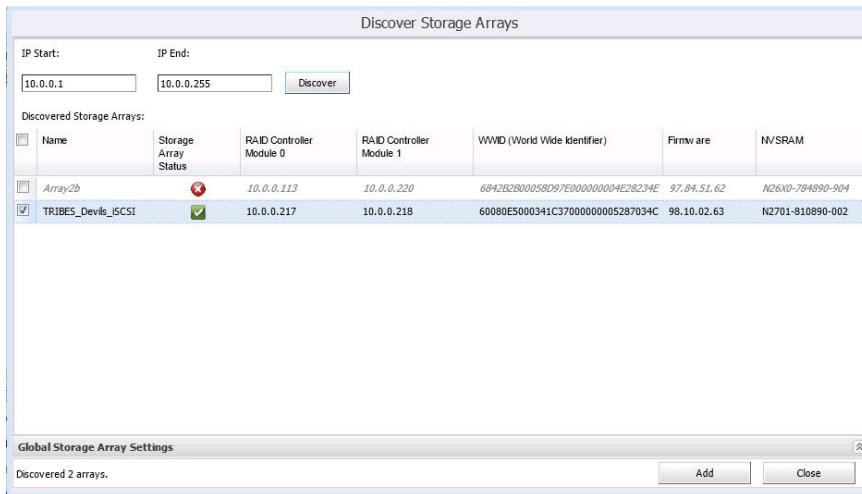 Discover Storage Arrays
IP Start: IP End:
10.0.0.1 10.0.0.255 Discover
Discovered Storage Arrays:
Name Storage Array Status RAID Controller Module 0 RAID Controller Module 1 WWID (World Wide Identifier) Firmware NVSRAM
Array2b 10.0.0.113 10.0.0.220 6842B2B00058D97E000000004E28234E 97.84.51.62 N26X0-784890-904
TRIBES_Devils_iSCSI 10.0.0.217 10.0.0.218 60080E5000341C37000000005287034C 98.10.02.63 N2701-810890-002
Global Storage Array Settings
Discovered 2 arrays. Add Close